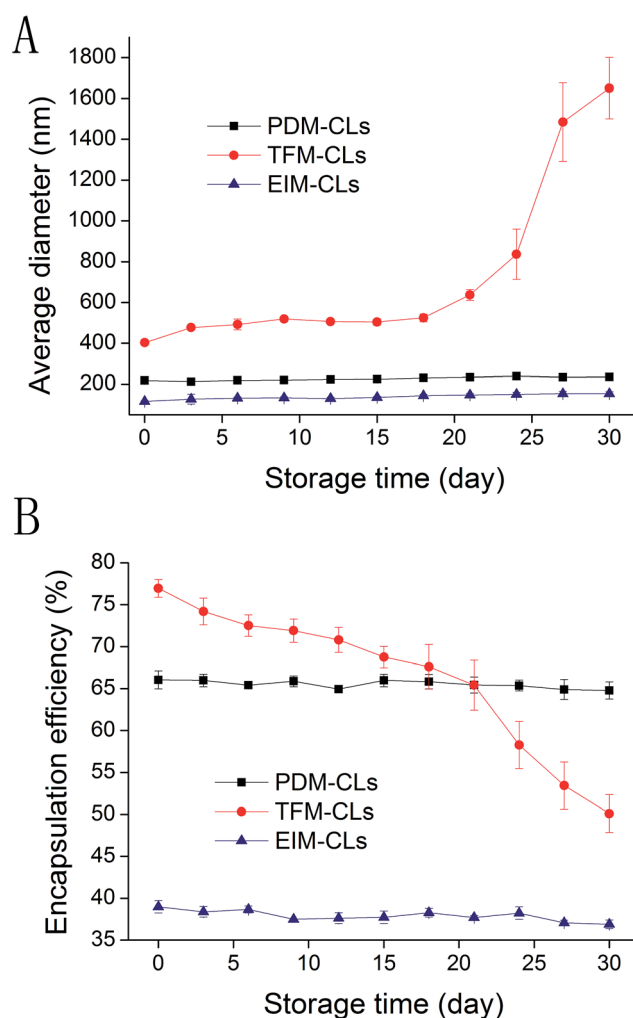 A
1800
1600
1400
1200
1000
800
600
400
200
Average diameter (nm)
PDM-CLs
TFM-CLs
EIM-CLs
0 5 10 15 20 25 30
Storage time (day)
B
80
75
70
65
60
55
50
45
40
35
Encapsulation efficiency (%)
PDM-CLs
TFM-CLs
EIM-CLs
0 5 10 15 20 25 30
Storage time (day)